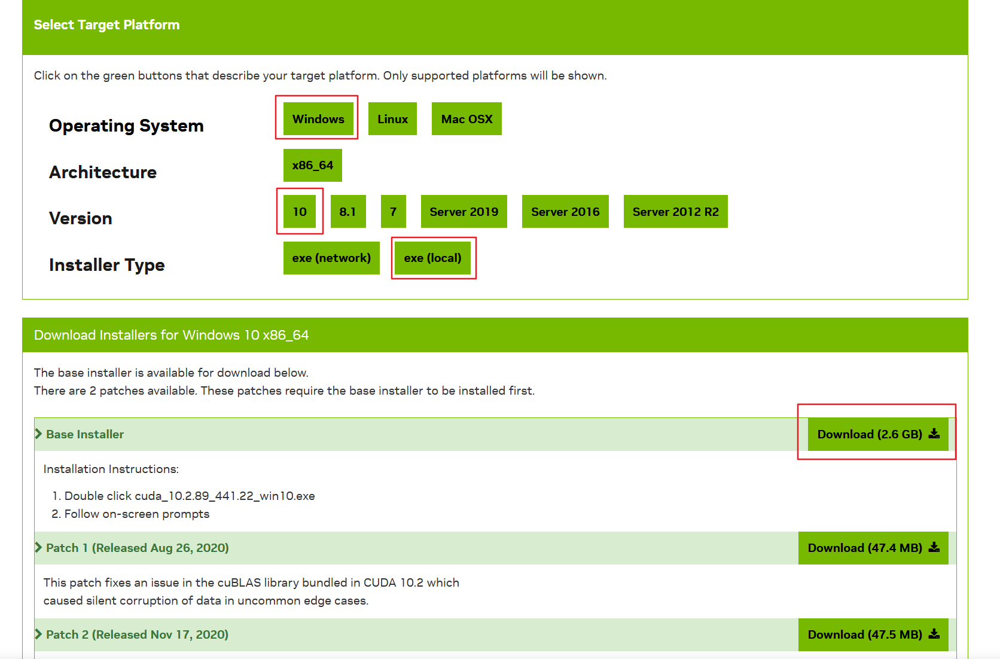 Select Target Platform
Click on the green buttons that describe your target platform. Only supported platforms will be shown.
Operating System
Windows
Linux
Mac OSX
Architecture
x86_64
Version
10
8.1
7
Server 2019
Server 2016
Server 2012 R2
Installer Type
exe (network)
exe (local)
Download Installers for Windows 10 x86_64
The base installer is available for download below.
There are 2 patches available. These patches require the base installer to be installed first.
Base Installer
Download (2.6 GB)
Installation Instructions:
1. Double click cuda_10.2.89_441.22_win10.exe
2. Follow on-screen prompts
Patch 1 (Released Aug 26, 2020)
Download (47.4 MB)
This patch fixes an issue in the cuBLAS library bundled in CUDA 10.2 which
caused silent corruption of data in uncommon edge cases.
Patch 2 (Released Nov 17, 2020)
Download (47.5 MB)